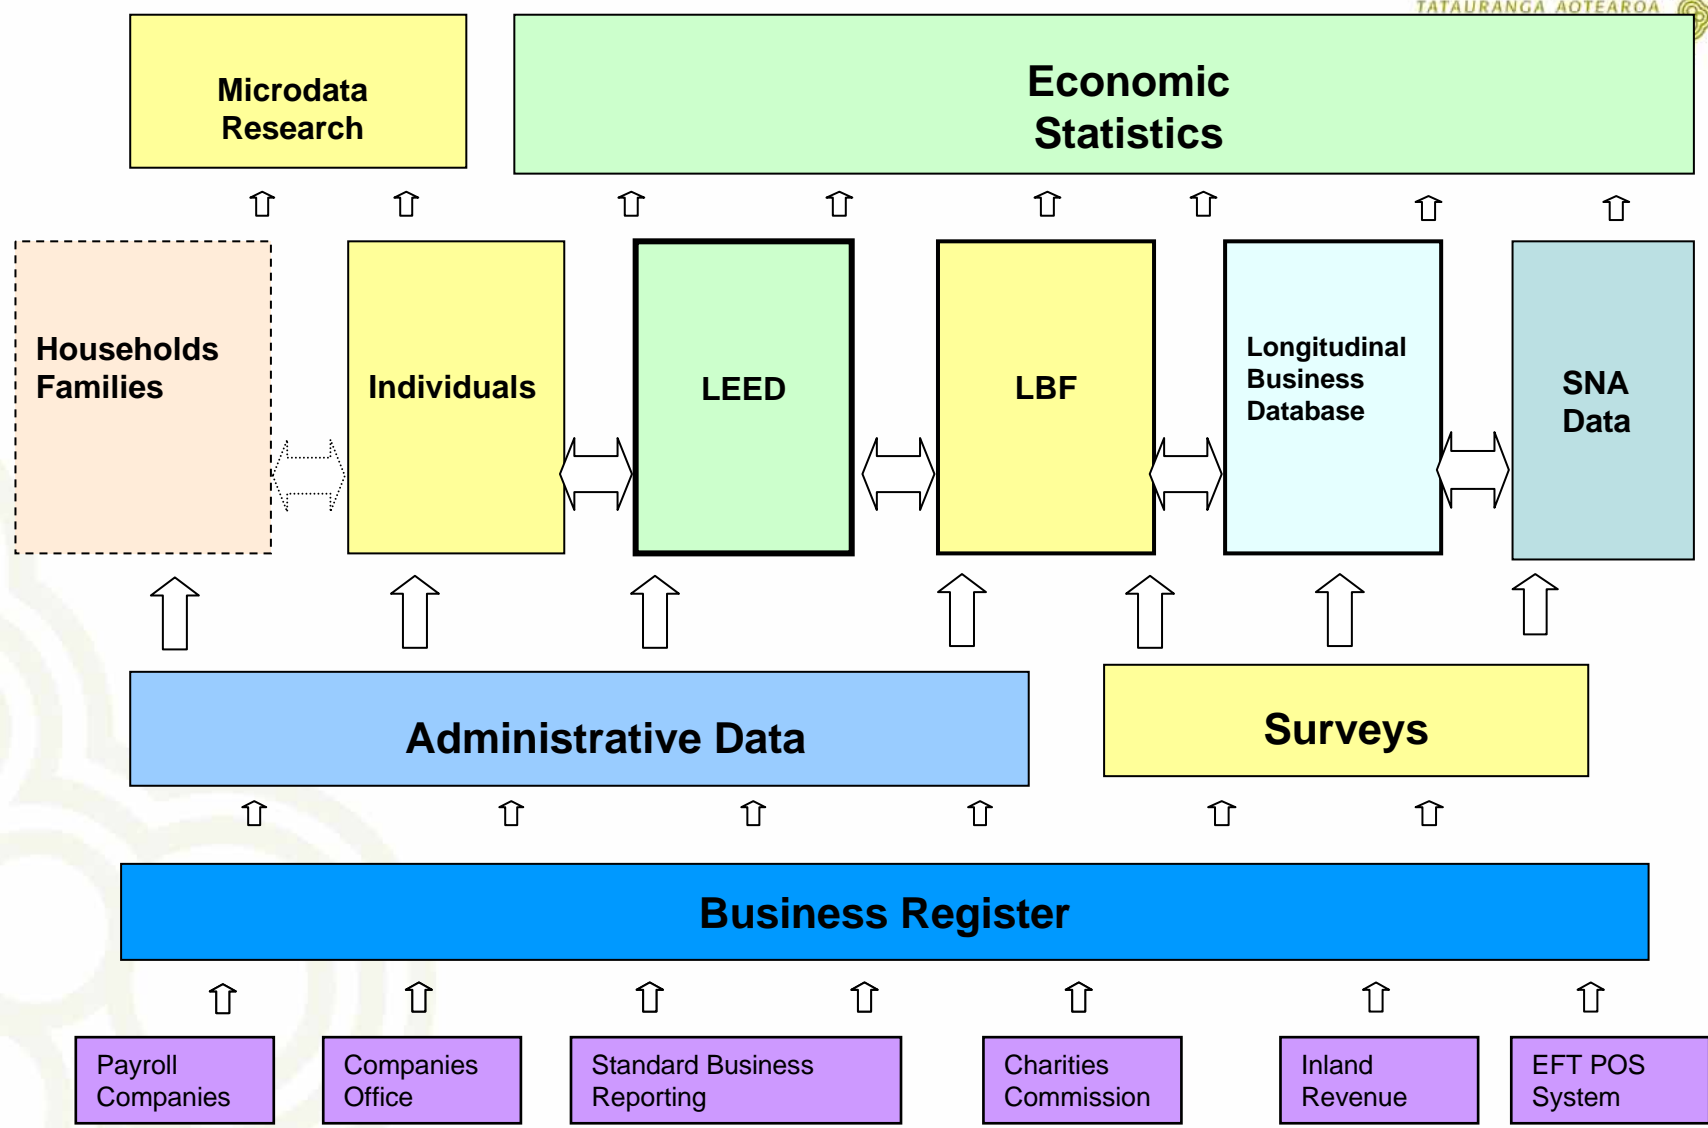 TATAURANGA AOTEAROA
Microdata
Research
Economic
Statistics
Households
Families
Individuals
LEED
LBF
Longitudinal
Business
Database
SNA
Data
Administrative Data
Surveys
Business Register
Payroll
Companies
Companies
Office
Standard Business
Reporting
Charities
Commission
Inland
Revenue
EFT POS
System